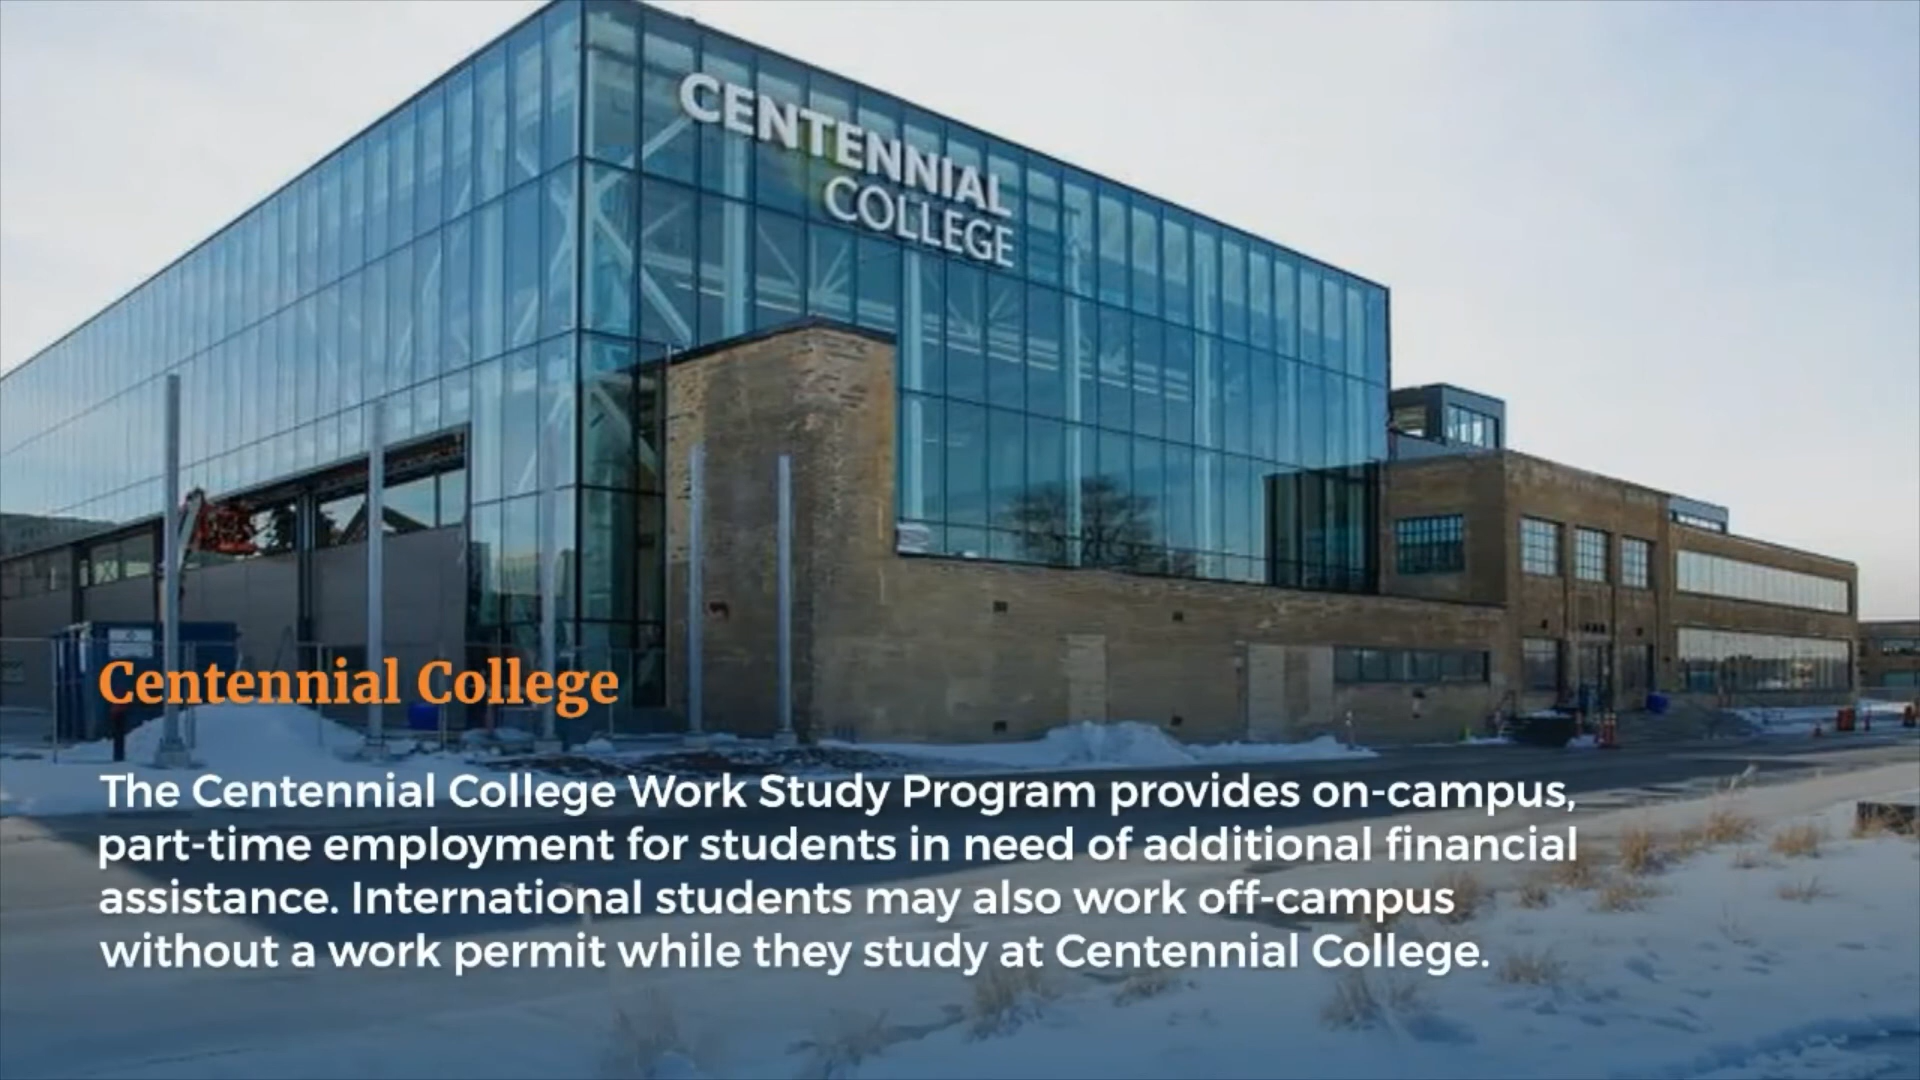 CENTENNIAL
COLLEGE
Centennial College
The Centennial College Work Study Program provides on-campus,
part-time employment for students in need of additional financial
assistance. International students may also work off-campus
without a work permit while they study at Centennial College.